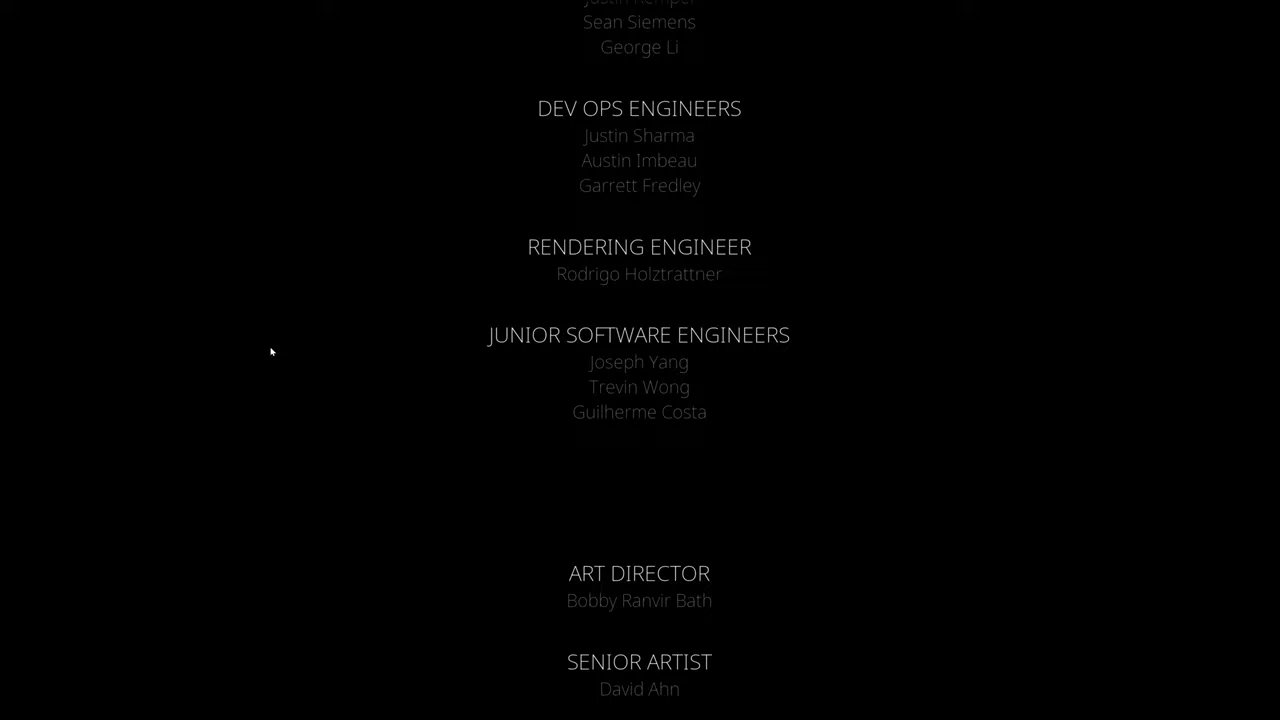 Sean Siemens
George Li
DEV OPS ENGINEERS
Justin Sharma
Austin Imbeau
Garrett Fredley
RENDERING ENGINEER
Rodrigo Holztrattner
JUNIOR SOFTWARE ENGINEERS
Joseph Yang
Trevin Wong
Guilherme Costa
ART DIRECTOR
Bobby Ranvir Bath
SENIOR ARTIST
David Ahn